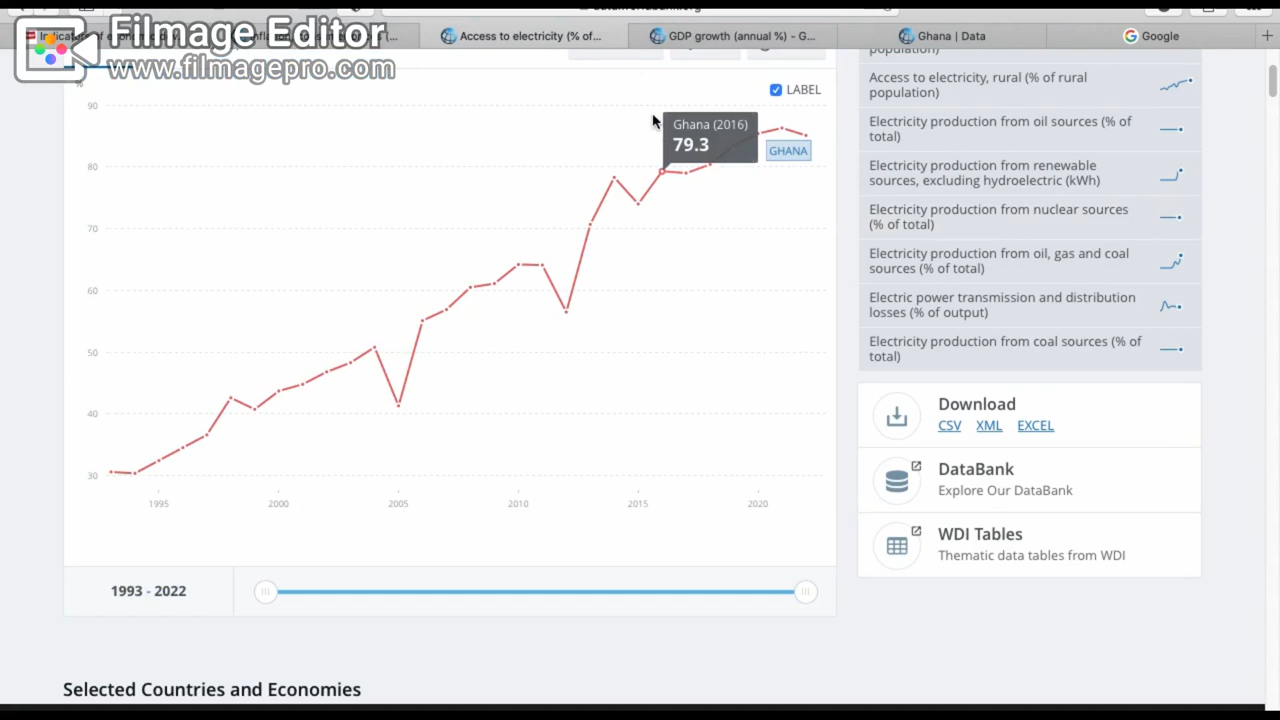 Filmage Editor
www.filmagepro.com
Access to electricity (% of...
GDP growth (annual %) - G...
Ghana | Data
Google
%
LABEL
Ghana (2016)
79.3
GHANA
90
80
70
60
50
40
30
1995
2000
2005
2010
2015
2020
1993 - 2022
Selected Countries and Economies
population)
Access to electricity, rural (% of rural
population)
Electricity production from oil sources (% of
total)
Electricity production from renewable
sources, excluding hydroelectric (kWh)
Electricity production from nuclear sources
(% of total)
Electricity production from oil, gas and coal
sources (% of total)
Electric power transmission and distribution
losses (% of output)
Electricity production from coal sources (% of
total)
Download
CSV XML EXCEL
DataBank
Explore Our DataBank
WDI Tables
Thematic data tables from WDI